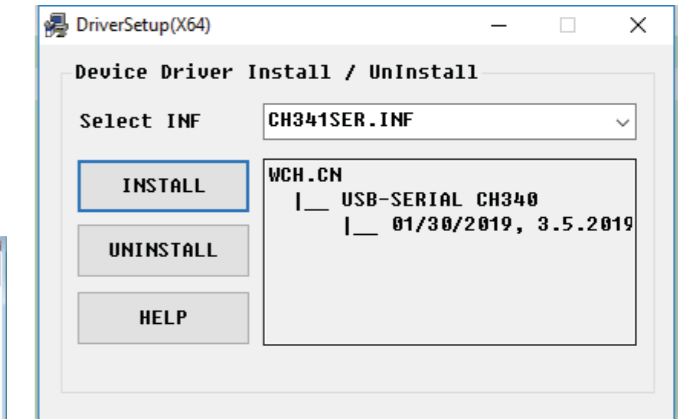 DriverSetup(X64)
Device Driver Install / UnInstall
Select INF
CH341SER.INF
INSTALL
UNINSTALL
HELP
WCH.CN
|__ USB-SERIAL CH340
|__ 01/30/2019, 3.5.2019